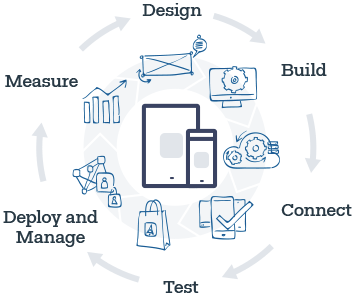 Design
Build
Connect
Test
Deploy and
Manage
Measure
A